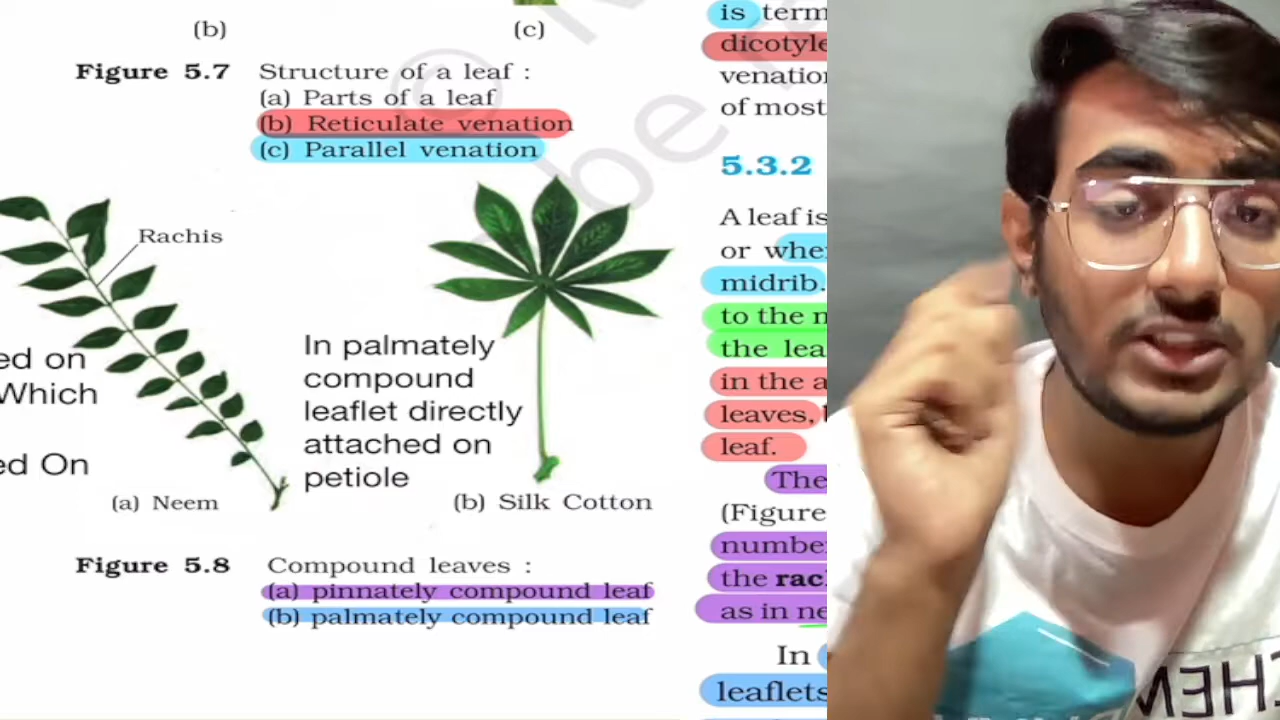 (b)
(c)
Figure 5.7 Structure of a leaf :
(a) Parts of a leaf
(b) Reticulate venation
(c) Parallel venation
Rachis
ed on
Which
ed On
In palmately
compound
leaflet directly
attached on
petiole
(a) Neem
(b) Silk Cotton
Figure 5.8 Compound leaves :
(a) pinnately compound leaf
(b) palmately compound leaf
is term
dicotyle
venation
of most
5.3.2
A leaf is
or whe
midrib.
to the n
the lea
in the a
leaves,
leaf.
The
(Figure
number
the rac
as in ne
In
leaflets
be
CHEM